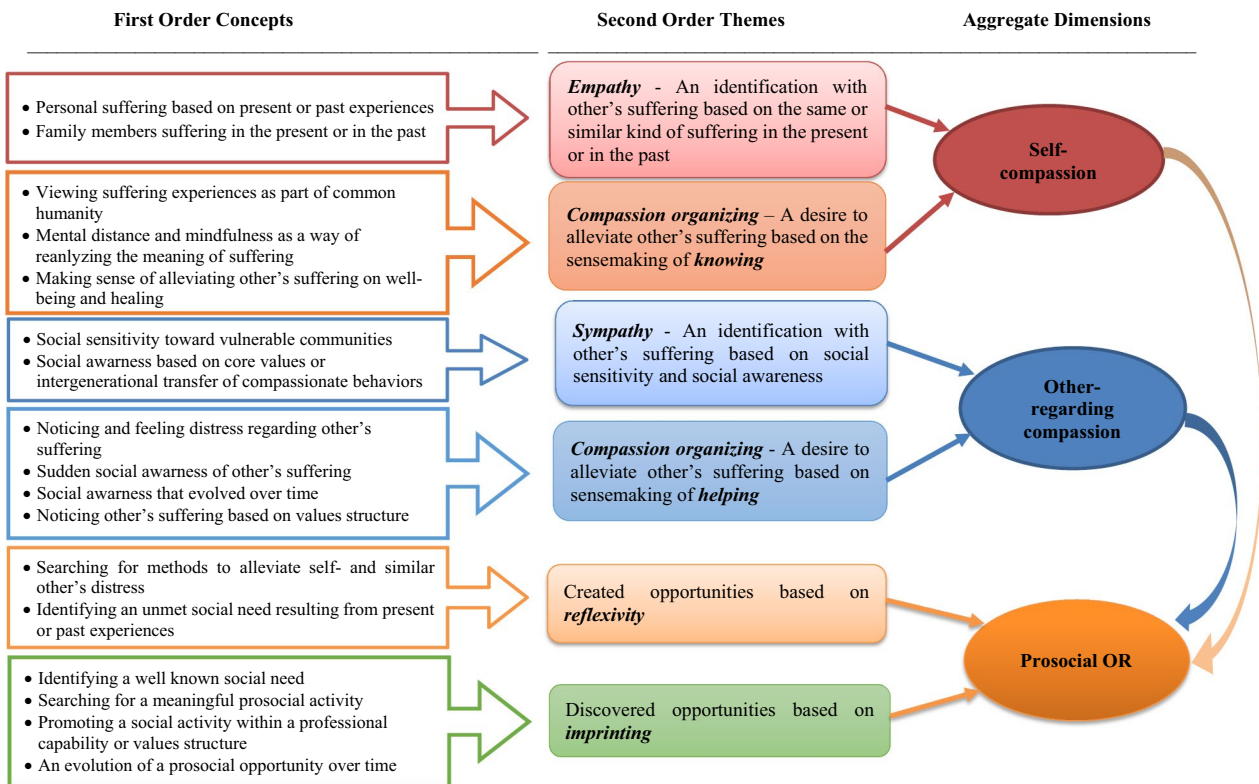 First Order Concepts
Second Order Themes
Aggregate Dimensions
• Personal suffering based on present or past experiences
• Family members suffering in the present or in the past
Empathy - An identification with
other's suffering based on the same or
similar kind of suffering in the present
or in the past
Self-
compassion
• Viewing suffering experiences as part of common
humanity
• Mental distance and mindfulness as a way of
reanlyzing the meaning of suffering
• Making sense of alleviating other's suffering on well-
being and healing
Compassion organizing – A desire to
alleviate other's suffering based on the
sensemaking of knowing
• Social sensitivity toward vulnerable communities
• Social awarness based on core values or
intergenerational transfer of compassionate behaviors
Sympathy - An identification with
other's suffering based on social
sensitivity and social awareness
Other-
regarding
compassion
• Noticing and feeling distress regarding other's
suffering
• Sudden social awarness of other's suffering
• Social awarness that evolved over time
• Noticing other's suffering based on values structure
Compassion organizing - A desire to
alleviate other's suffering based on
sensemaking of helping
• Searching for methods to alleviate self- and similar
other's distress
• Identifying an unmet social need resulting from present
or past experiences
Created opportunities based on
reflexivity
Prosocial OR
• Identifying a well known social need
• Searching for a meaningful prosocial activity
• Promoting a social activity within a professional
capability or values structure
• An evolution of a prosocial opportunity over time
Discovered opportunities based on
imprinting